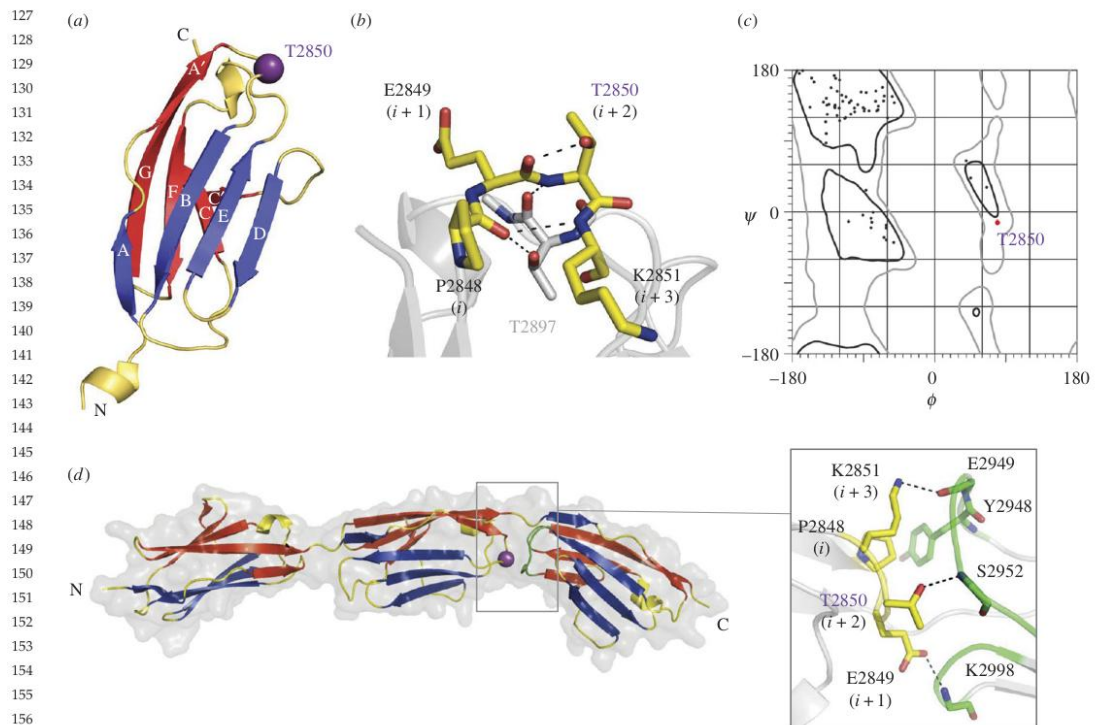 127
128
129
130
131
132
133
134
135
136
137
138
139
140
141
142
143
144
145
146
147
148
149
150
151
152
153
154
155
156
(a)
C
T2850
A′
G
F
B
C′
C
E
D
A
N
(b)
E2849
(i + 1)
T2850
(i + 2)
P2848
(i)
K2851
(i + 3)
T2897
(c)
180
ψ
0
T2850
–180
–180
0
180
ϕ
(d)
N
C
K2851
(i + 3)
E2949
Y2948
P2848
(i)
S2952
T2850
(i + 2)
E2849
(i + 1)
K2998